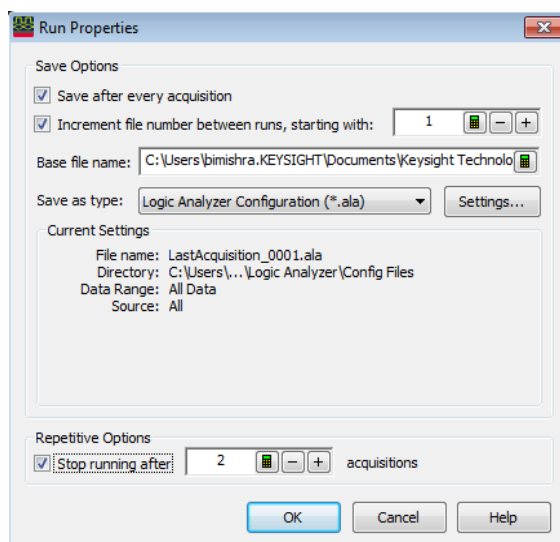 Run Properties
Save Options
Save after every acquisition
Increment file number between runs, starting with: 1
Base file name: C:\Users\bimishra.KEYSIGHT\Documents\Keysight Technolo
Save as type: Logic Analyzer Configuration (*.ala) Settings...
Current Settings
File name: LastAcquisition_0001.ala
Directory: C:\Users\...\Logic Analyzer\Config Files
Data Range: All Data
Source: All
Repetitive Options
Stop running after 2 acquisitions
OK Cancel Help